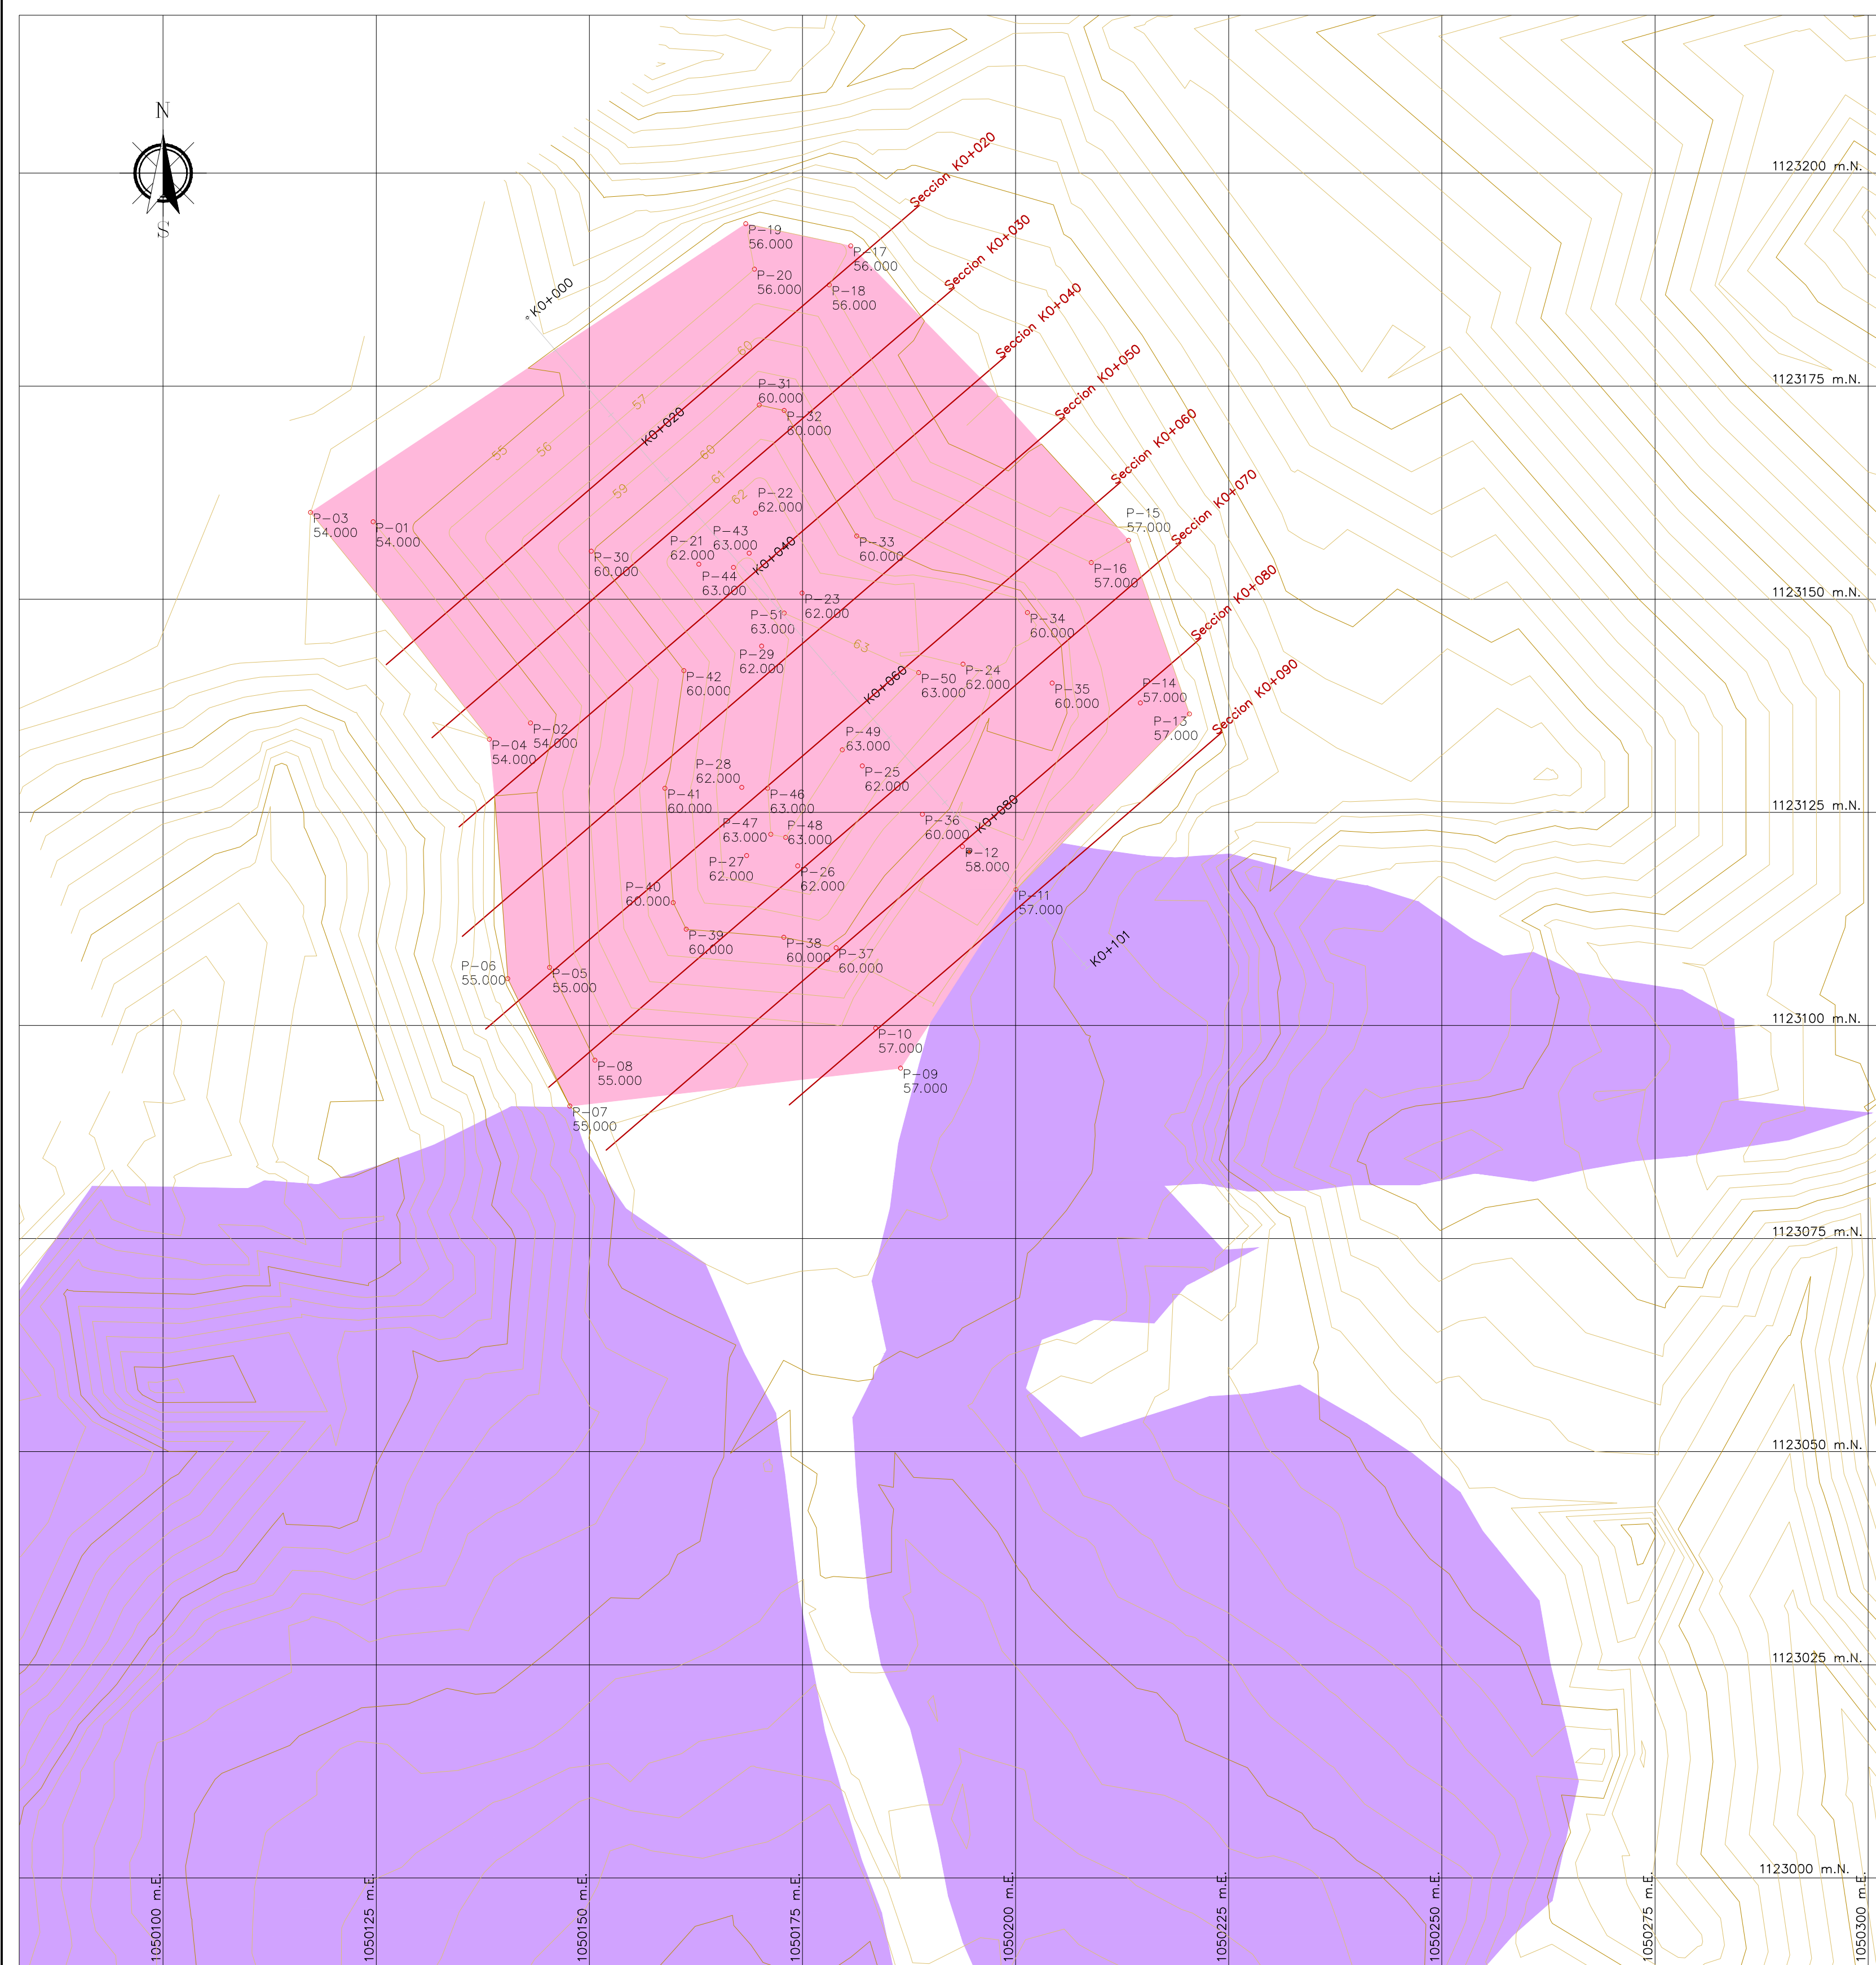 N
S
1123200 m.N.
1123175 m.N.
1123150 m.N.
1123125 m.N.
1123100 m.N.
1123075 m.N.
1123050 m.N.
1123025 m.N.
1123000 m.N.
1050100 m.E.
1050125 m.E.
1050150 m.E.
1050175 m.E.
1050200 m.E.
1050225 m.E.
1050250 m.E.
1050275 m.E.
1050300 m.E.
Seccion K0+020
Seccion K0+030
Seccion K0+040
Seccion K0+050
Seccion K0+060
Seccion K0+070
Seccion K0+080
Seccion K0+090
K0+000
K0+020
K0+040
K0+060
K0+080
K0+101
P-19
56.000
P-17
56.000
P-20
56.000
P-18
56.000
60
57
55
56
59
60
61
62
63
P-31
60.000
P-32
60.000
P-03
54.000
P-01
54.000
P-22
62.000
P-43
63.000
P-21
62.000
P-44
63.000
P-30
60.000
P-33
60.000
P-15
57.000
P-16
57.000
P-23
62.000
P-51
63.000
P-34
60.000
P-29
62.000
P-42
60.000
P-50
63.000
P-24
62.000
P-35
60.000
P-14
57.000
P-13
57.000
P-02
54.000
P-04
54.000
P-49
63.000
P-25
62.000
P-28
62.000
P-41
60.000
P-46
63.000
P-47
63.000
P-48
63.000
P-36
60.000
P-12
58.000
P-27
62.000
P-26
62.000
P-40
60.000
P-11
57.000
P-39
60.000
P-38
60.000
P-37
60.000
P-06
55.000
P-05
55.000
P-10
57.000
P-08
55.000
P-09
57.000
P-07
55.000